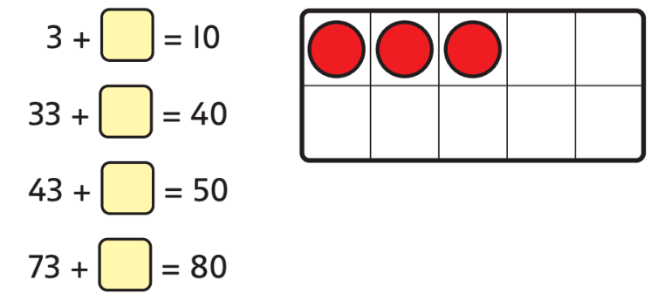 3 + = 10
33 + = 40
43 + = 50
73 + = 80